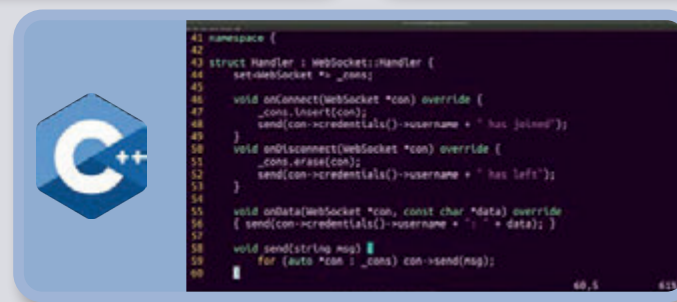 C++
41 namespace {
42
43 struct Handler : WebSocket::Handler {
44     set<WebSocket *> _cons;
45
46     void onConnect(WebSocket *con) override {
47         _cons.insert(con);
48         send(con->credentials()->username + " has joined");
49     }
50     void onDisconnect(WebSocket *con) override {
51         _cons.erase(con);
52         send(con->credentials()->username + " has left");
53     }
54
55     void onData(WebSocket *con, const char *data) override
56     { send(con->credentials()->username + ": " + data); }
57
58     void send(string msg) {
59         for (auto *con : _cons) con->send(msg);
60     }
60,5 61%